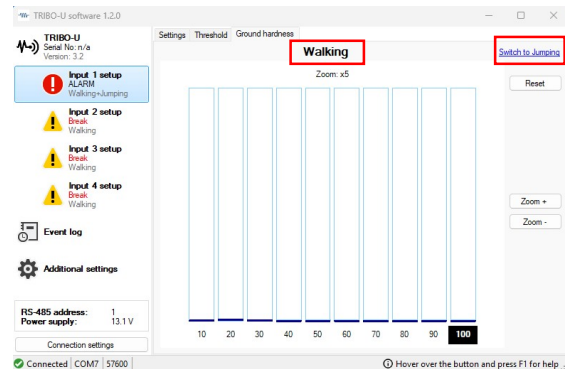 TRIBO-U software 1.2.0
TRIBO-U
Serial No: n/a
Version: 3.2
Input 1 setup
ALARM
Walking+Jumping
Input 2 setup
Break
Walking
Input 3 setup
Break
Walking
Input 4 setup
Break
Walking
Event log
Additional settings
RS-485 address: 1
Power supply: 13.1 V
Connection settings
Settings Threshold Ground hardness
Walking
Switch to Jumping
Zoom: x5
Reset
Zoom +
Zoom -
10 20 30 40 50 60 70 80 90 100
Connected COM7 57600
Hover over the button and press F1 for help